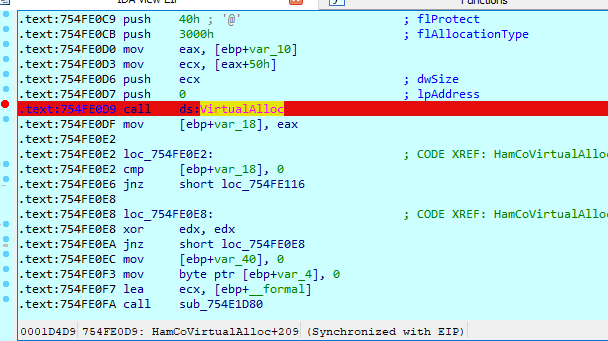 IDA View-EIP Functions
.text:754FE0C9 push 40h ; '@' ; flProtect
.text:754FE0CB push 3000h ; flAllocationType
.text:754FE0D0 mov eax, [ebp+var_10]
.text:754FE0D3 mov ecx, [eax+50h]
.text:754FE0D6 push ecx ; dwSize
.text:754FE0D7 push 0 ; lpAddress
.text:754FE0D9 call ds:VirtualAlloc
.text:754FE0DF mov [ebp+var_18], eax
.text:754FE0E2
.text:754FE0E2 loc_754FE0E2: ; CODE XREF: HamCoVirtualAlloc
.text:754FE0E2 cmp [ebp+var_18], 0
.text:754FE0E6 jnz short loc_754FE116
.text:754FE0E8
.text:754FE0E8 loc_754FE0E8: ; CODE XREF: HamCoVirtualAlloc
.text:754FE0E8 xor edx, edx
.text:754FE0EA jnz short loc_754FE0E8
.text:754FE0EC mov [ebp+var_40], 0
.text:754FE0F3 mov byte ptr [ebp+var_4], 0
.text:754FE0F7 lea ecx, [ebp+__formal]
.text:754FE0FA call sub_754E1D80
0001D4D9 754FE0D9: HamCoVirtualAlloc+209 (Synchronized with EIP)